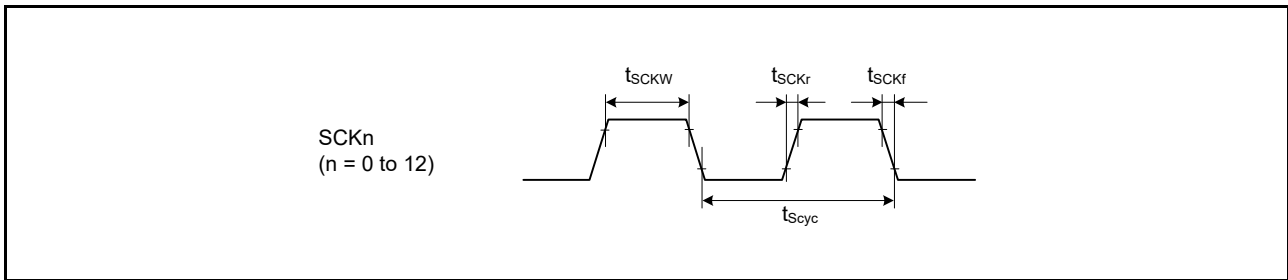 tSCKW
tSCKr
tSCKf
SCKn
(n = 0 to 12)
tScyc